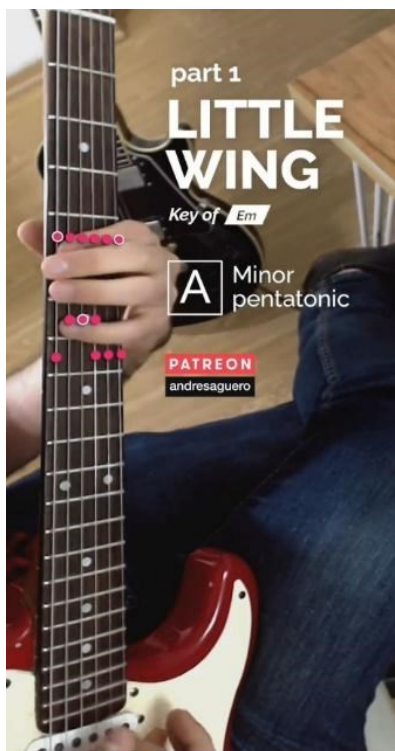 part 1
LITTLE
WING
Key of Em
A Minor
pentatonic
PATREON
andresaguero